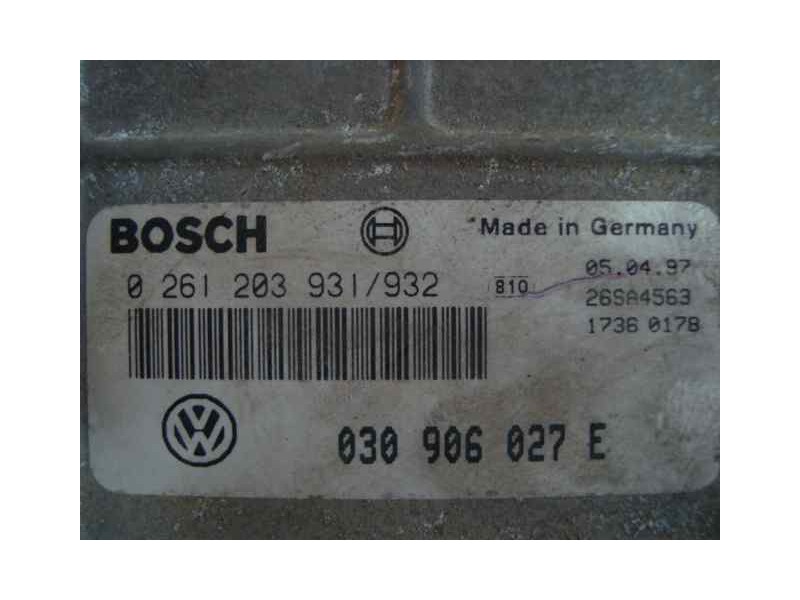 BOSCH
Made in Germany
0 261 203 931/932
810
05.04.97
26SA4563
1736 0178
VW
030 906 027 E